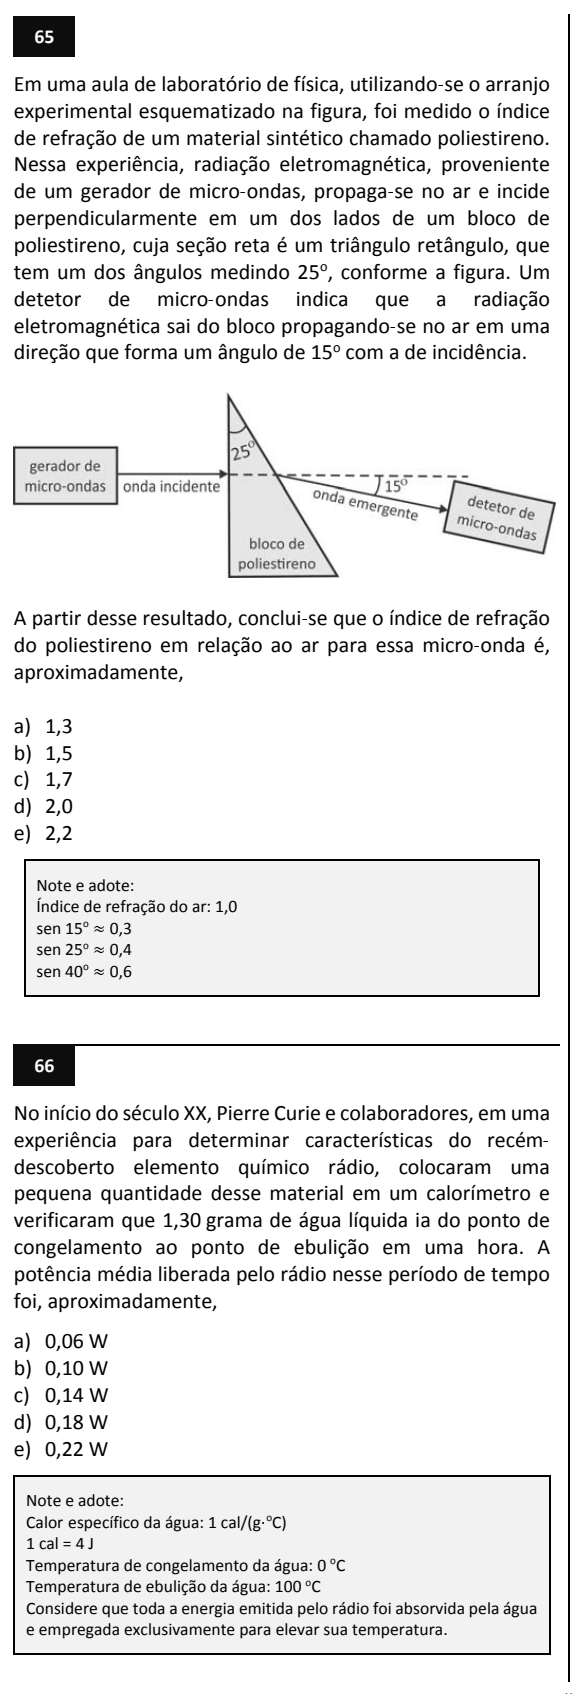 65
Em uma aula de laboratório de física, utilizando-se o arranjo
experimental esquematizado na figura, foi medido o índice
de refração de um material sintético chamado poliestireno.
Nessa experiência, radiação eletromagnética, proveniente
de um gerador de micro-ondas, propaga-se no ar e incide
perpendicularmente em um dos lados de um bloco de
poliestireno, cuja seção reta é um triângulo retângulo, que
tem um dos ângulos medindo 25º, conforme a figura. Um
detetor de micro-ondas indica que a radiação
eletromagnética sai do bloco propagando-se no ar em uma
direção que forma um ângulo de 15º com a de incidência.
25º
gerador de
micro-ondas
onda incidente
15º
onda emergente
detetor de
micro-ondas
bloco de
poliestireno
A partir desse resultado, conclui-se que o índice de refração
do poliestireno em relação ao ar para essa micro-onda é,
aproximadamente,
a) 1,3
b) 1,5
c) 1,7
d) 2,0
e) 2,2
Note e adote:
Índice de refração do ar: 1,0
sen 15º ≈ 0,3
sen 25º ≈ 0,4
sen 40º ≈ 0,6
66
No início do século XX, Pierre Curie e colaboradores, em uma
experiência para determinar características do recém-
descoberto elemento químico rádio, colocaram uma
pequena quantidade desse material em um calorímetro e
verificaram que 1,30 grama de água líquida ia do ponto de
congelamento ao ponto de ebulição em uma hora. A
potência média liberada pelo rádio nesse período de tempo
foi, aproximadamente,
a) 0,06 W
b) 0,10 W
c) 0,14 W
d) 0,18 W
e) 0,22 W
Note e adote:
Calor específico da água: 1 cal/(g·ºC)
1 cal = 4 J
Temperatura de congelamento da água: 0 ºC
Temperatura de ebulição da água: 100 ºC
Considere que toda a energia emitida pelo rádio foi absorvida pela água
e empregada exclusivamente para elevar sua temperatura.